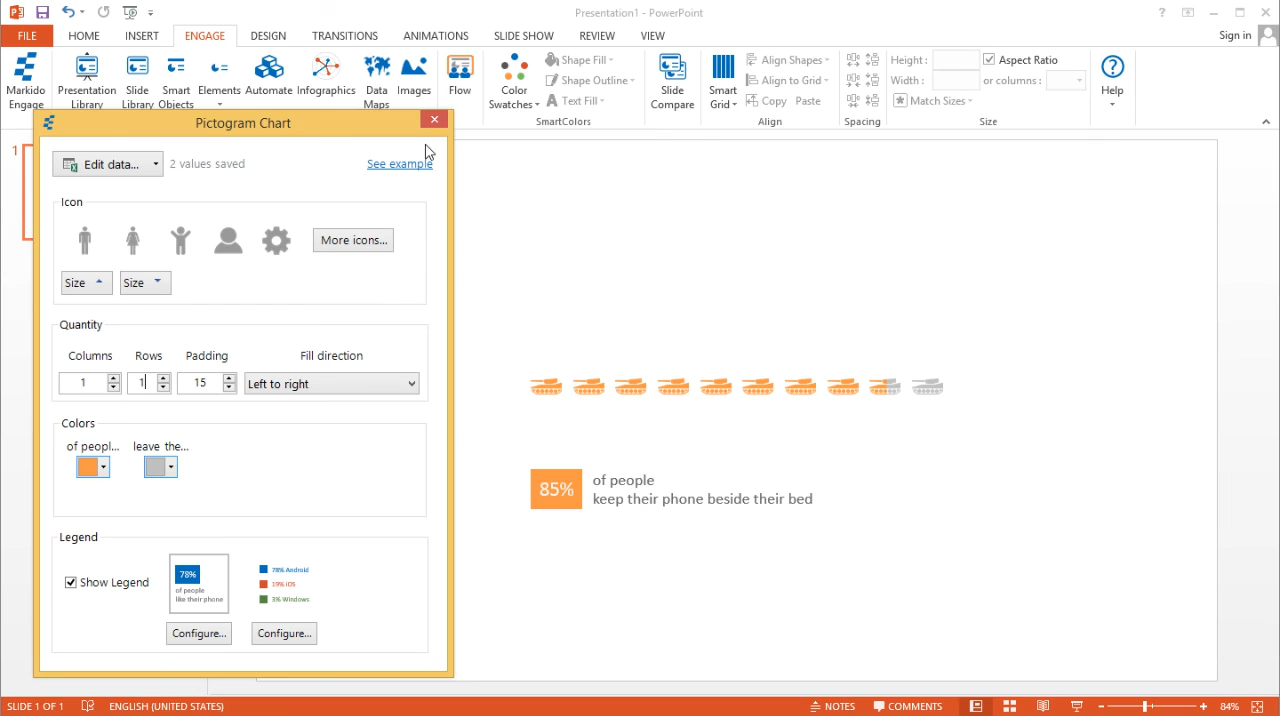 Presentation1 - PowerPoint
?
FILE HOME INSERT ENGAGE DESIGN TRANSITIONS ANIMATIONS SLIDE SHOW REVIEW VIEW Sign in
Markido Engage
Presentation Library
Slide Library
Smart Objects
Elements
Automate
Infographics
Data Maps
Images
Flow
Color Swatches
Shape Fill
Shape Outline
Text Fill
SmartColors
Slide Compare
Smart Grid
Align Shapes
Align to Grid
Copy Paste
Align
Spacing
Height: Aspect Ratio
Width: or columns:
Match Sizes
Size
Help
1
Pictogram Chart
Edit data... 2 values saved See example
Icon
More icons...
Size Size
Quantity
Columns Rows Padding Fill direction
1 1 15 Left to right
Colors
of peopl... leave the...
Legend
Show Legend
78%
of people
like their phone
78% Android
19% iOS
3% Windows
Configure... Configure...
85%
of people
keep their phone beside their bed
SLIDE 1 OF 1 ENGLISH (UNITED STATES) NOTES COMMENTS 84%